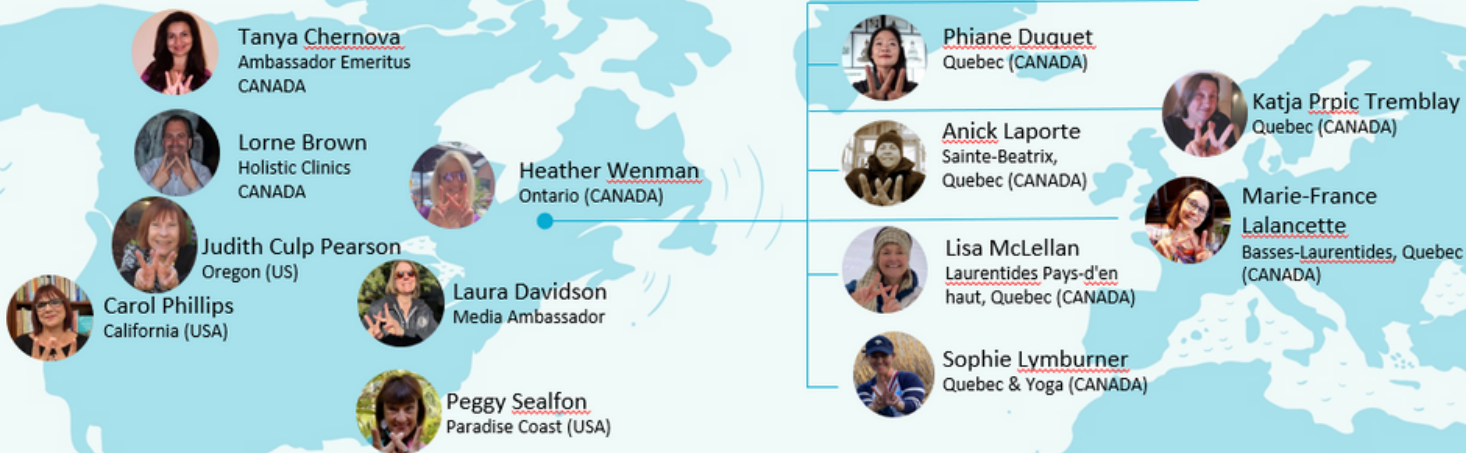 Tanya Chernova
Ambassador Emeritus
CANADA
Lorne Brown
Holistic Clinics
CANADA
Judith Culp Pearson
Oregon (US)
Carol Phillips
California (USA)
Heather Wenman
Ontario (CANADA)
Laura Davidson
Media Ambassador
Peggy Sealfon
Paradise Coast (USA)
Phiane Duquet
Quebec (CANADA)
Anick Laporte
Sainte-Beatrix,
Quebec (CANADA)
Lisa McLellan
Laurentides Pays-d'en
haut, Quebec (CANADA)
Sophie Lymburner
Quebec & Yoga (CANADA)
Katja Prpic Tremblay
Quebec (CANADA)
Marie-France
Lalancette
Basses-Laurentides, Quebec
(CANADA)